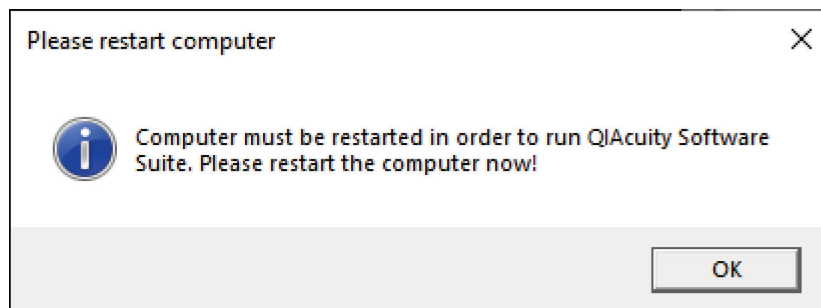 Please restart computer
Computer must be restarted in order to run QIAcuity Software
Suite. Please restart the computer now!
OK